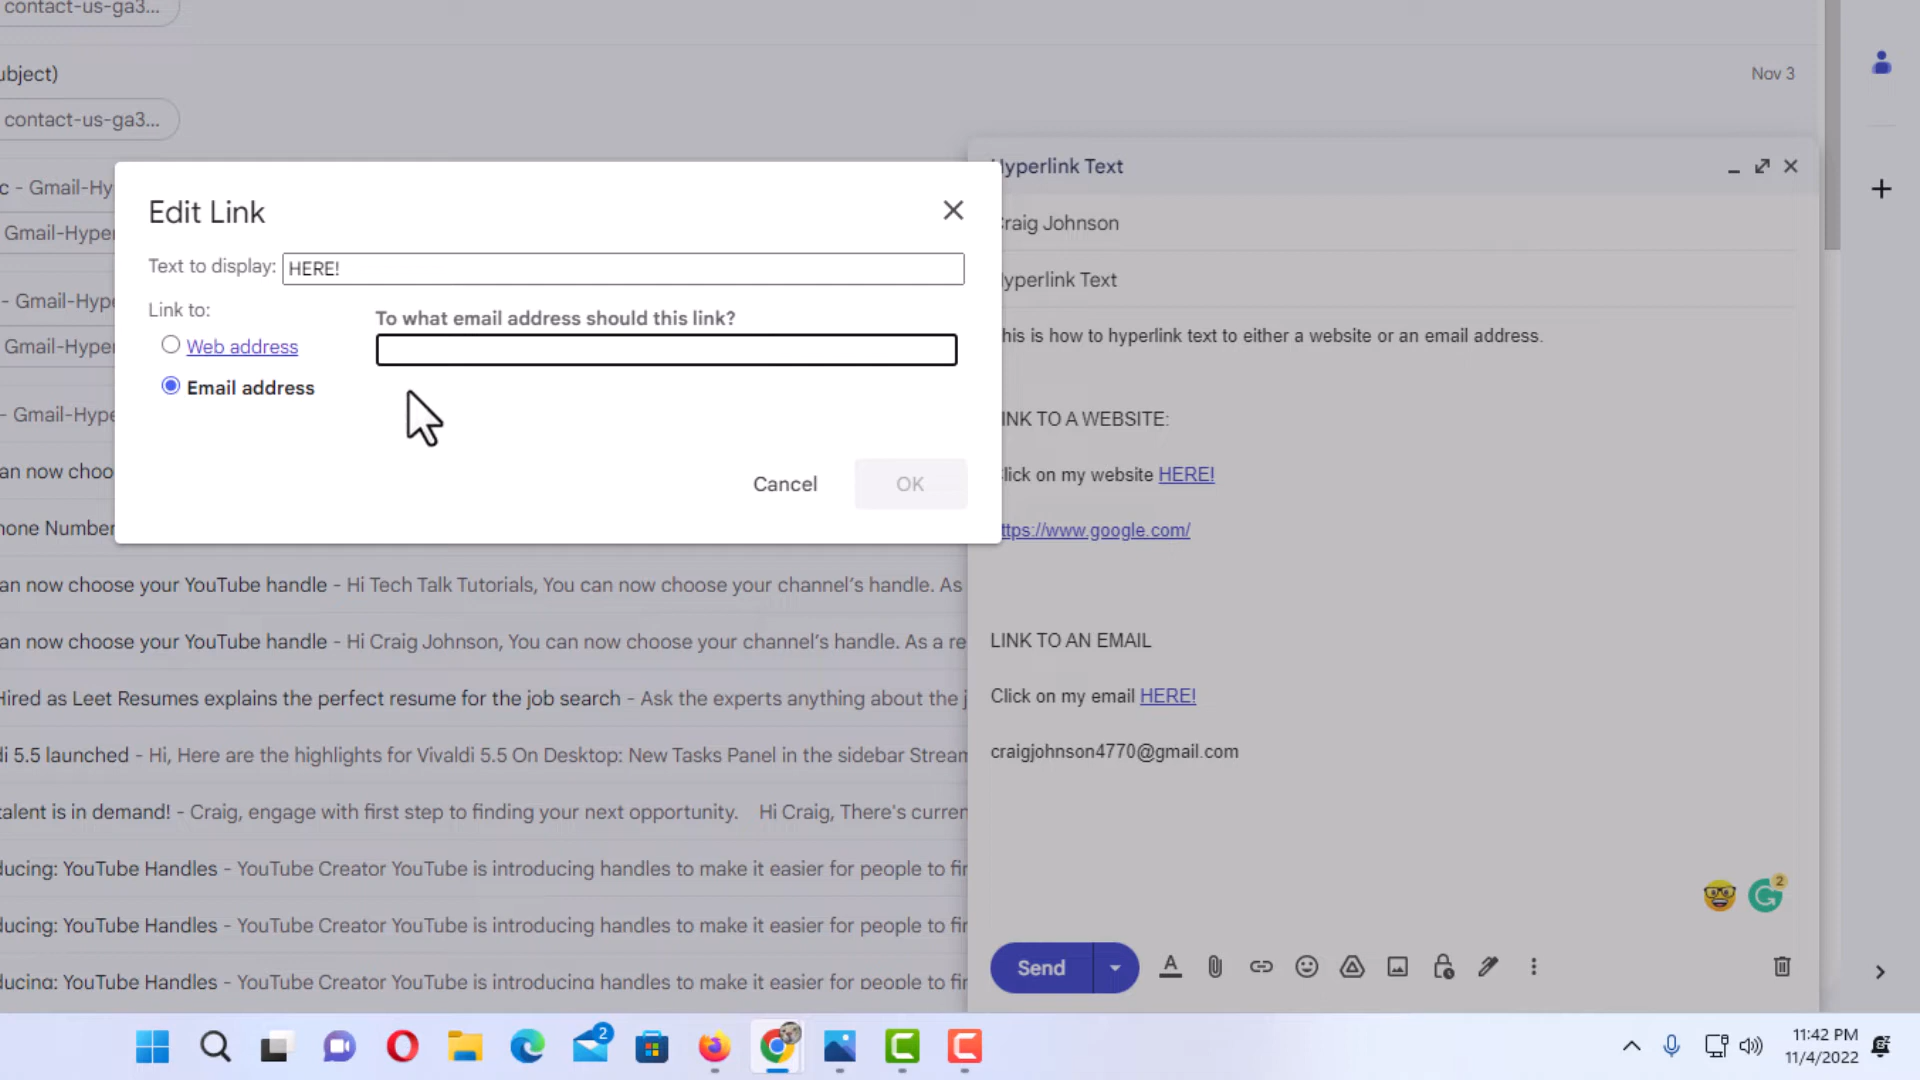 contact-us-ga3...
ubject)
Nov 3
contact-us-ga3...
c - Gmail-Hy
Gmail-Hyper
- Gmail-Hype
Gmail-Hyper
- Gmail-Hype
an now choo
hone Number
Edit Link
Text to display: HERE!
Link to:
Web address
Email address
To what email address should this link?
Cancel
OK
Hyperlink Text
raig Johnson
yperlink Text
his is how to hyperlink text to either a website or an email address.
INK TO A WEBSITE:
lick on my website HERE!
ttps://www.google.com/
LINK TO AN EMAIL
Click on my email HERE!
craigjohnson4770@gmail.com
an now choose your YouTube handle - Hi Tech Talk Tutorials, You can now choose your channel's handle. As
an now choose your YouTube handle - Hi Craig Johnson, You can now choose your channel's handle. As a re
Hired as Leet Resumes explains the perfect resume for the job search - Ask the experts anything about the j
di 5.5 launched - Hi, Here are the highlights for Vivaldi 5.5 On Desktop: New Tasks Panel in the sidebar Stream
talent is in demand! - Craig, engage with first step to finding your next opportunity. Hi Craig, There's curren
ducing: YouTube Handles - YouTube Creator YouTube is introducing handles to make it easier for people to fi
ducing: YouTube Handles - YouTube Creator YouTube is introducing handles to make it easier for people to fi
ducing: YouTube Handles - YouTube Creator YouTube is introducing handles to make it easier for people to fi
2
Send
2
11:42 PM
11/4/2022